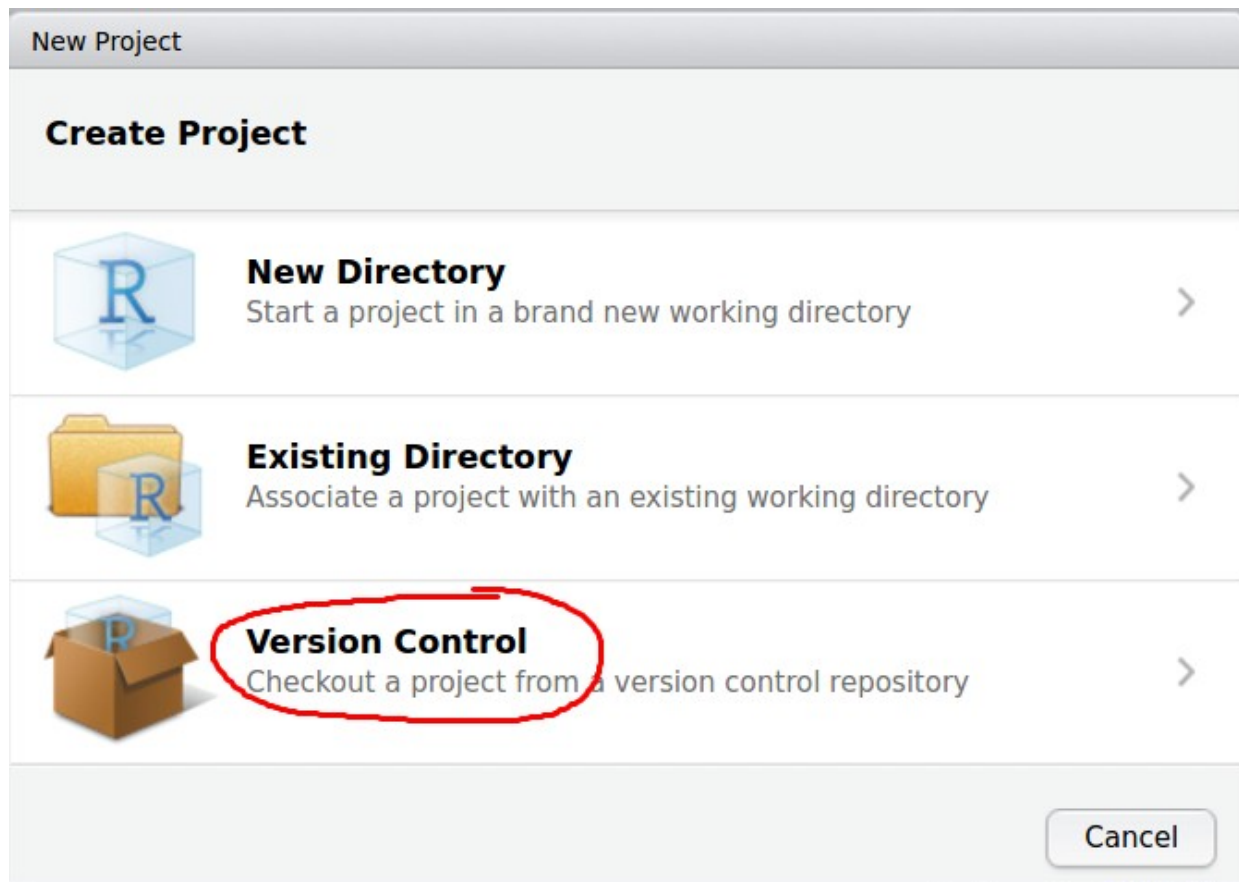 New Project
Create Project
R
New Directory
Start a project in a brand new working directory
R
Existing Directory
Associate a project with an existing working directory
R
Version Control
Checkout a project from a version control repository
Cancel